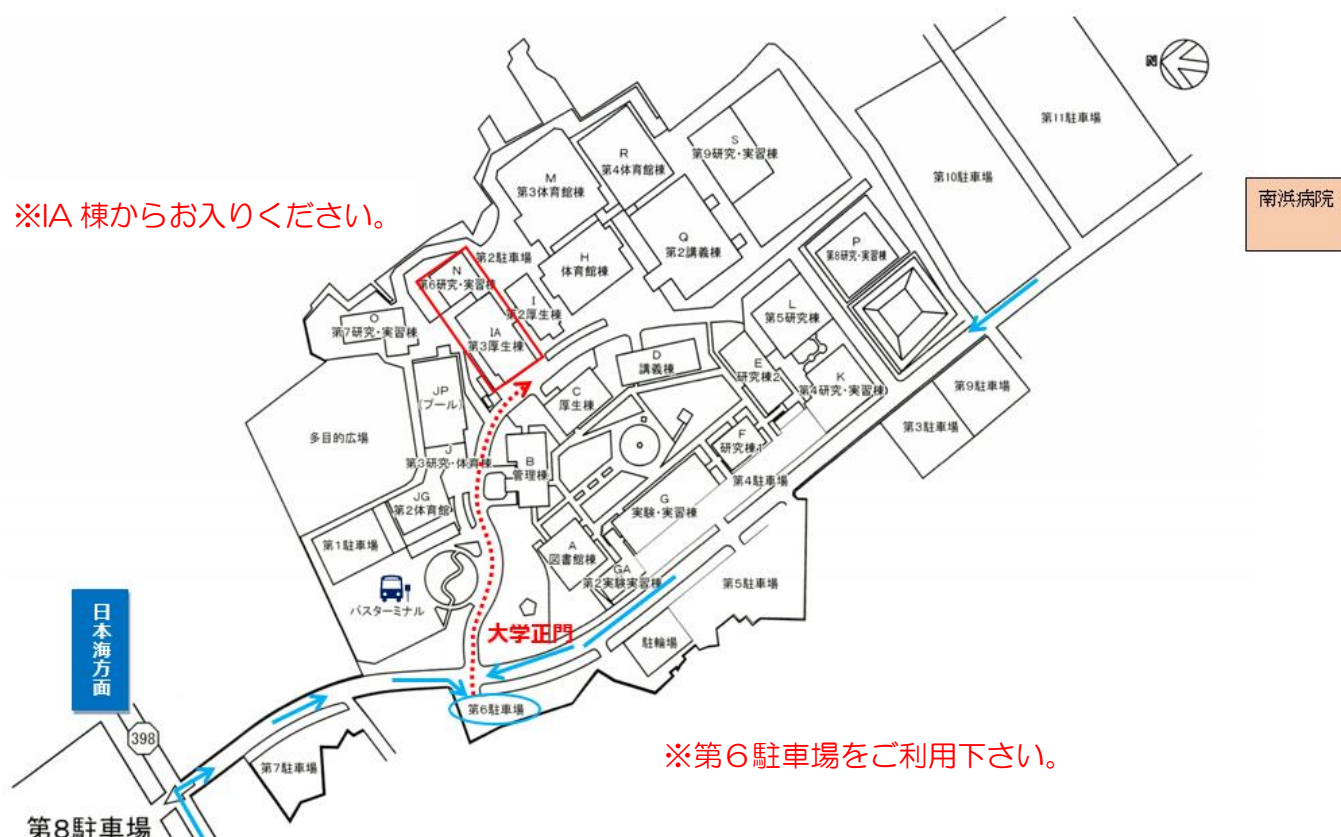 N
第11駐車場
S
第9研究・実習棟
R
第4体育館棟
M
第3体育館棟
第10駐車場
南浜病院
※IA 棟からお入りください。
Q
第2講義棟
P
第8研究・実習棟
第2駐車場
H
体育館棟
N
第6研究・実習棟
I
第2厚生棟
L
第5研究棟
O
第7研究・実習棟
IA
第3厚生棟
D
講義棟
E
研究棟2
K
第4研究・実習棟
第9駐車場
JP
(プール)
C
厚生棟
第3駐車場
多目的広場
F
研究棟1
J
第3研究・体育棟
B
管理棟
第4駐車場
JG
第2体育館
G
実験・実習棟
第1駐車場
A
図書館棟
GA
第2実験実習棟
第5駐車場
バスターミナル
大学正門
駐輪場
日本海方面
第6駐車場
398
第7駐車場
※第6駐車場をご利用下さい。
第8駐車場